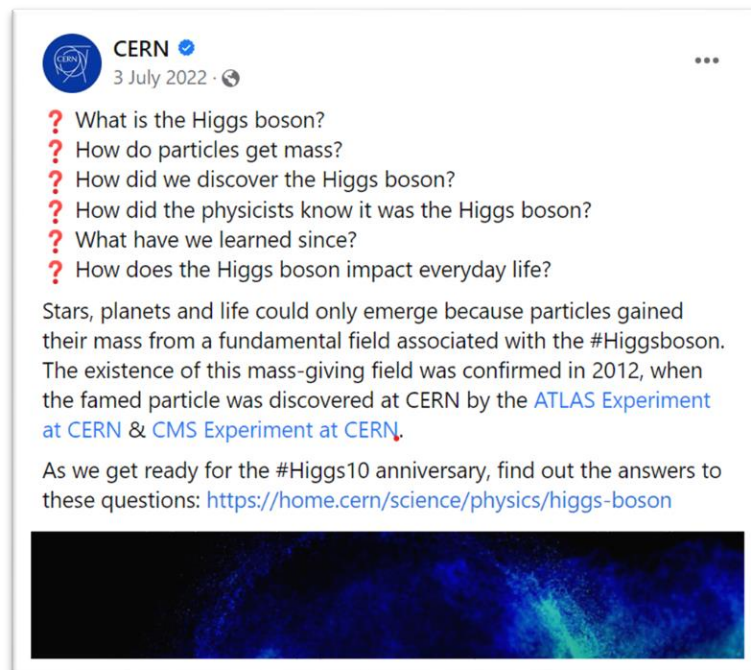 CERN
CERN
3 July 2022 ·
❓ What is the Higgs boson?
❓ How do particles get mass?
❓ How did we discover the Higgs boson?
❓ How did the physicists know it was the Higgs boson?
❓ What have we learned since?
❓ How does the Higgs boson impact everyday life?
Stars, planets and life could only emerge because particles gained
their mass from a fundamental field associated with the #Higgsboson.
The existence of this mass-giving field was confirmed in 2012, when
the famed particle was discovered at CERN by the ATLAS Experiment
at CERN & CMS Experiment at CERN.
As we get ready for the #Higgs10 anniversary, find out the answers to
these questions: https://home.cern/science/physics/higgs-boson